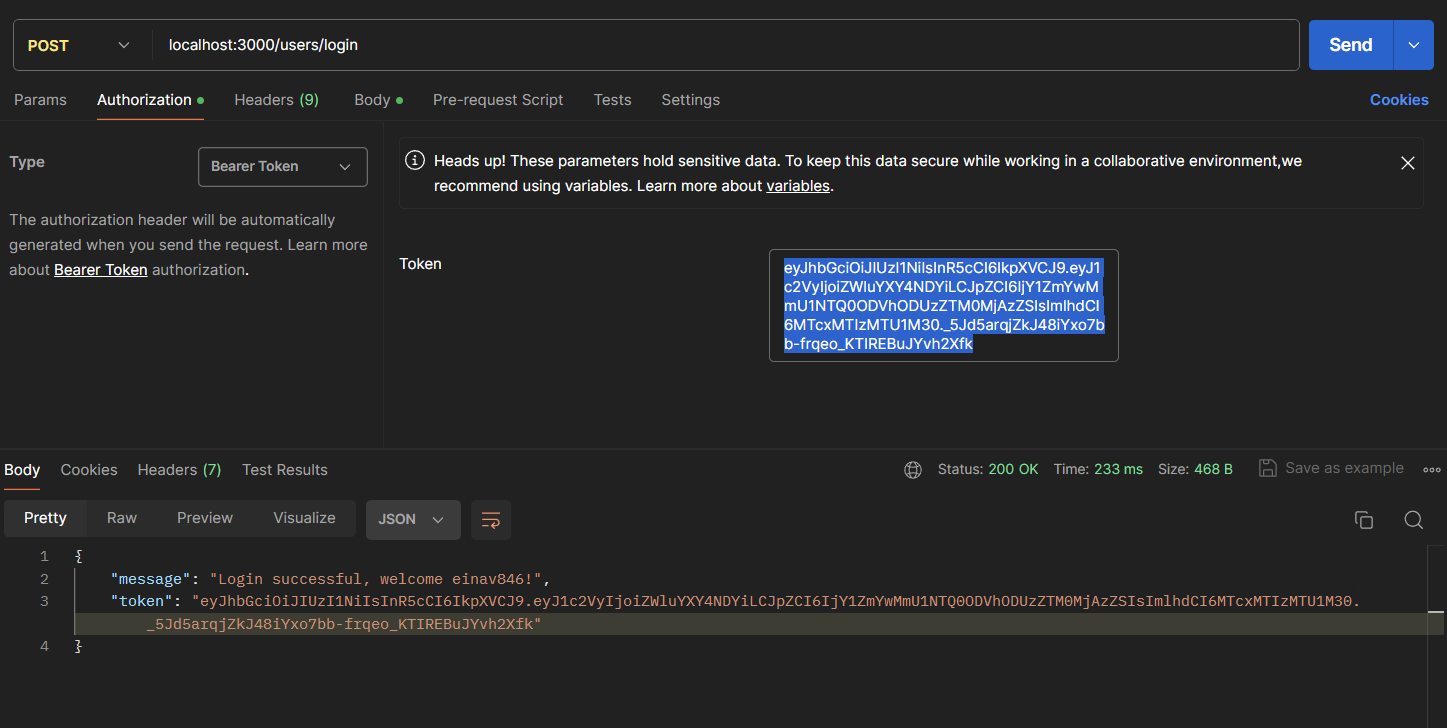 POST localhost:3000/users/login Send
Params Authorization Headers (9) Body Pre-request Script Tests Settings Cookies
Type Bearer Token
The authorization header will be automatically
generated when you send the request. Learn more
about Bearer Token authorization.
Heads up! These parameters hold sensitive data. To keep this data secure while working in a collaborative environment,we
recommend using variables. Learn more about variables.
Token
eyJhbGciOiJIUzI1NiIsInR5cCI6IkpXVCJ9.eyJ1
c2VyIjoiZWluYXY4NDYiLCJpZCI6IjY1ZmYwM
mU1NTQ0ODVhODUzZTM0MjAzZSIsImlhdCI
6MTcxMTIzMTU1M30._5Jd5arqjZkJ48iYxo7b
b-frqeo_KTIREBuJYvh2Xfk
Body Cookies Headers (7) Test Results Status: 200 OK Time: 233 ms Size: 468 B Save as example
Pretty Raw Preview Visualize JSON
1 {
2 "message": "Login successful, welcome einav846!",
3 "token": "eyJhbGciOiJIUzI1NiIsInR5cCI6IkpXVCJ9.eyJ1c2VyIjoiZWluYXY4NDYiLCJpZCI6IjY1ZmYwMmU1NTQ0ODVhODUzZTM0MjAzZSIsImlhdCI6MTcxMTIzMTU1M30.
_5Jd5arqjZkJ48iYxo7bb-frqeo_KTIREBuJYvh2Xfk"
4 }